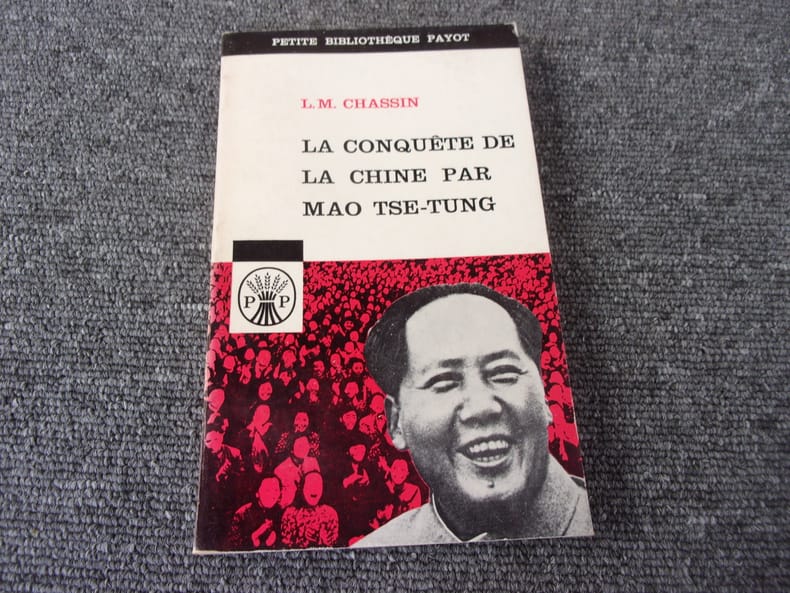 PETITE BIBLIOTHÈQUE PAYOT
L. M. CHASSIN
LA CONQUÊTE DE
LA CHINE PAR
MAO TSE-TUNG
P P